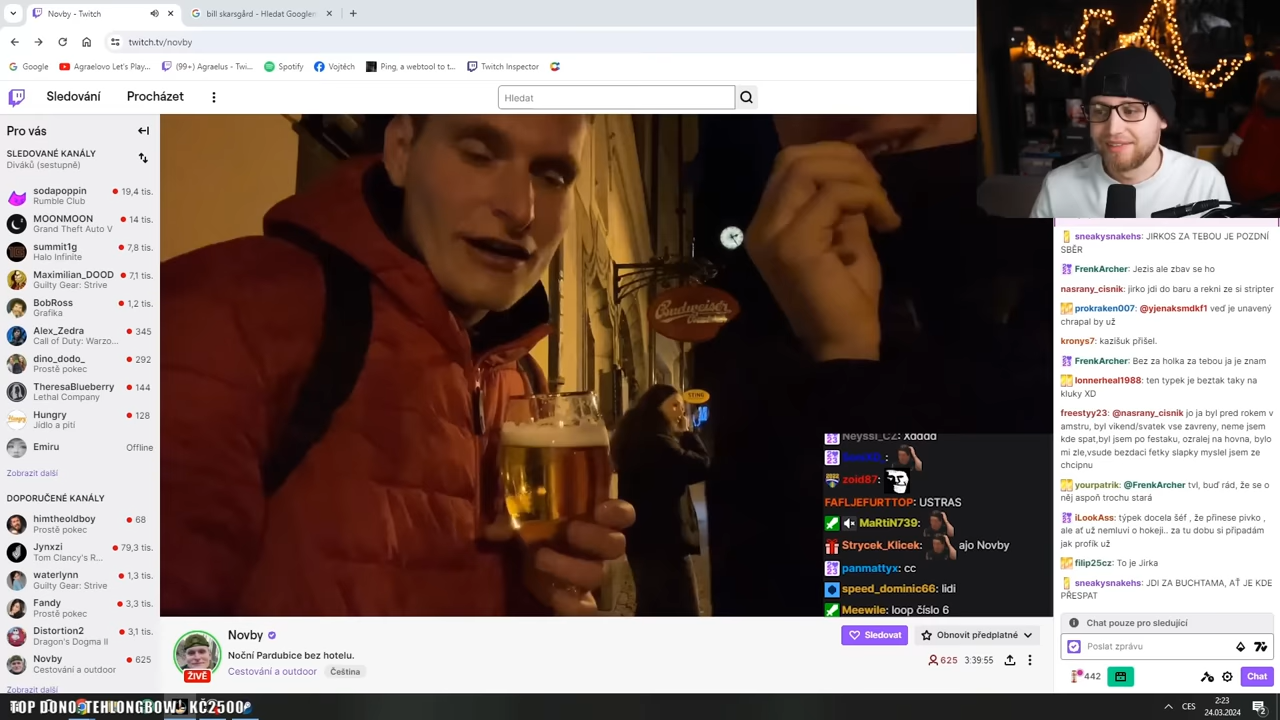 Novby - Twitch
bill skarsgård - Hledat Googlem
twitch.tv/novby
Google
Agraelovo Let's Play...
(99+) Agraelus - Twi...
Spotify
Vojtěch
Ping, a webtool to t...
Twitch Inspector
Sledování
Procházet
Hledat
Pro vás
SLEDOVANÉ KANÁLY
Diváků (sestupně)
sodapoppin 19,4 tis.
Rumble Club
MOONMOON 14 tis.
Grand Theft Auto V
summit1g 7,8 tis.
Halo Infinite
Maximilian_DOOD 7,1 tis.
Guilty Gear: Strive
BobRoss 1,2 tis.
Grafika
Alex_Zedra 345
Call of Duty: Warzo...
dino_dodo_ 292
Prostě pokec
TheresaBlueberry 144
Lethal Company
Hungry 128
Jídlo a pití
Emiru Offline
Zobrazit další
DOPORUČENÉ KANÁLY
himtheoldboy 68
Prostě pokec
Jynxzi 79,3 tis.
Tom Clancy's R...
waterlynn 1,3 tis.
Guilty Gear: Strive
Fandy 3,3 tis.
Prostě pokec
Distortion2 3,1 tis.
Dragon's Dogma II
Novby 625
Cestování a outdoor
Zobrazit další
Budweiser
STING
Neyssi_CZ: Xdddd
zoid87:
FAFLJEFURTTOP: USTRAS
MaRtiN739:
Strycek_Klicek: ajo Novby
panmattyx: cc
speed_dominic66: lidi
Meewile: loop číslo 6
Novby
Noční Pardubice bez hotelu.
Cestování a outdoor
Čeština
ŽIVĚ
Sledovat
Obnovit předplatné
625
3:39:55
sneakysnakehs: JIRKOS ZA TEBOU JE POZDNÍ
SBĚR
FrenkArcher: Jezis ale zbav se ho
nasrany_cisnik: jirko jdi do baru a rekni ze si stripter
prokraken007: @yjenaksmdkf1 veď je unavený
chrapal by už
kronys7: kazišuk přišel.
FrenkArcher: Bez za holka za tebou ja je znam
lonnerheal1988: ten typek je beztak taky na
kluky XD
freestyy23: @nasrany_cisnik jo ja byl pred rokem v
amstru, byl vikend/svatek vse zavreny, neme jsem
kde spat,byl jsem po festaku, ozralej na hovna, bylo
mi zle,vsude bezdaci fetky slapky myslel jsem ze
chcipnu
yourpatrik: @FrenkArcher tvl, buď rád, že se o
něj aspoň trochu stará
iLookAss: týpek docela šéf , že přinese pivko ,
ale ať už nemluví o hokeji.. za tu dobu si připadám
jak profík už
filip25cz: To je Jirka
sneakysnakehs: JDI ZA BUCHTAMA, AŤ JE KDE
PŘESPAT
Chat pouze pro sledující
Poslat zprávu
442
Chat
TOP DONO:TEHLINGBOWL KČ2500
CES
2:23
24.03.2024
2